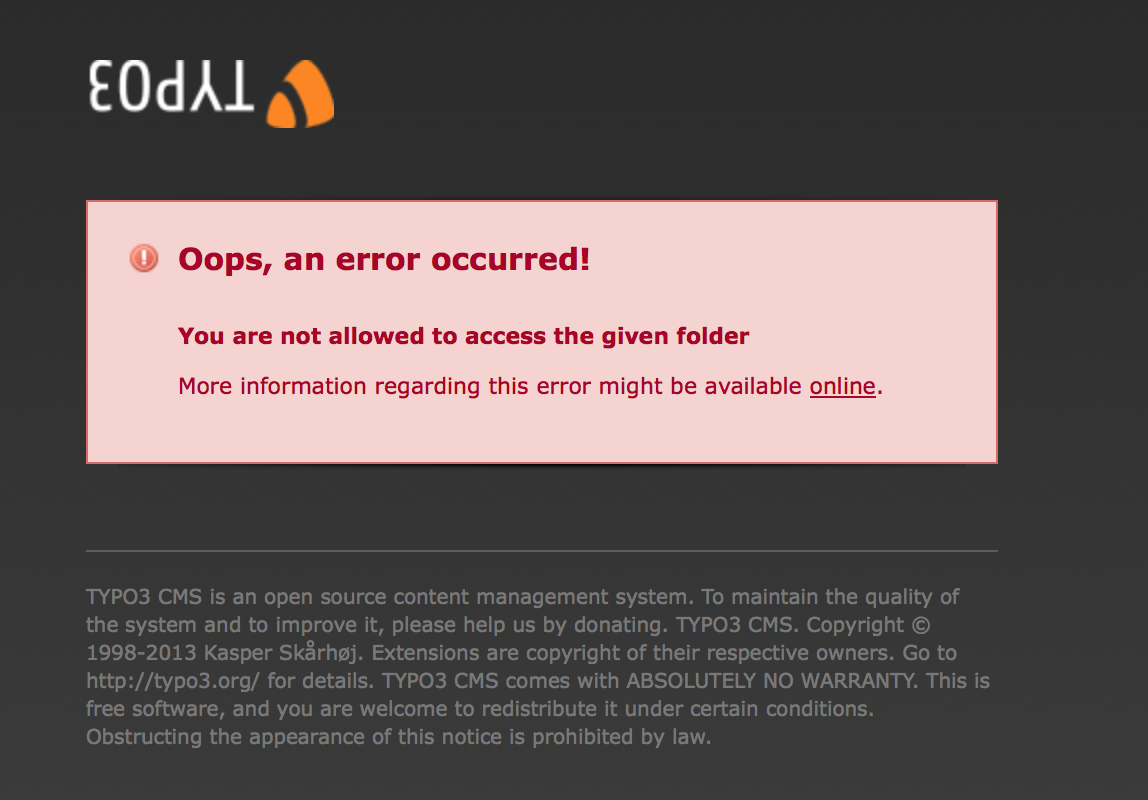 TYPO3
Oops, an error occurred!
You are not allowed to access the given folder
More information regarding this error might be available online.
TYPO3 CMS is an open source content management system. To maintain the quality of
the system and to improve it, please help us by donating. TYPO3 CMS. Copyright ©
1998-2013 Kasper Skårhøj. Extensions are copyright of their respective owners. Go to
http://typo3.org/ for details. TYPO3 CMS comes with ABSOLUTELY NO WARRANTY. This is
free software, and you are welcome to redistribute it under certain conditions.
Obstructing the appearance of this notice is prohibited by law.